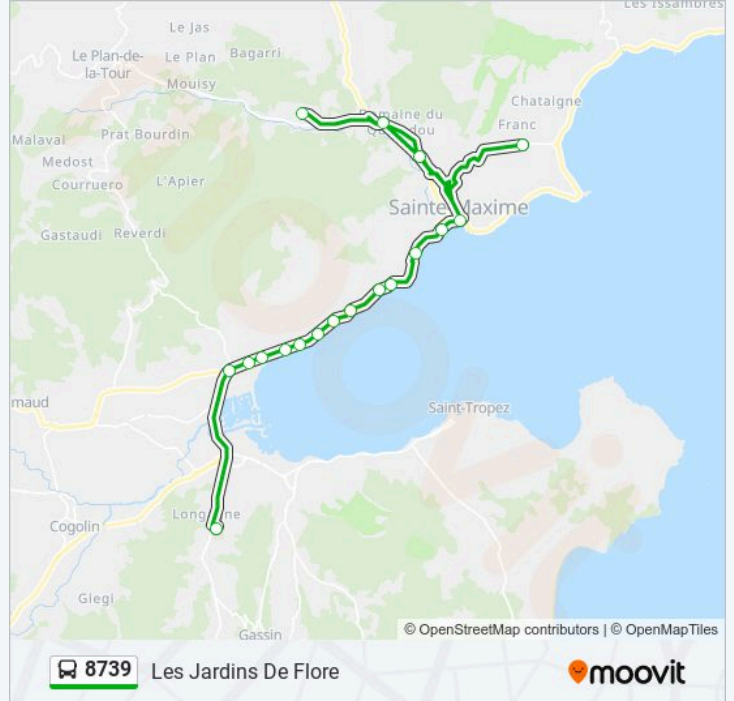 Les Issambres
Le Jas
Le Plan-de-
la-Tour
Le Plan
Bagarri
Mouisy
Chataigne
Domaine du
Franc
Malaval
Prat Bourdin
Medost
Courruero
L'Apier
Sainte-Maxime
Gastaudi
Reverdi
maud
Saint-Tropez
Cogolin
Giegi
Gassin
© OpenStreetMap contributors | © OpenMapTiles
8739
Les Jardins De Flore
moovit